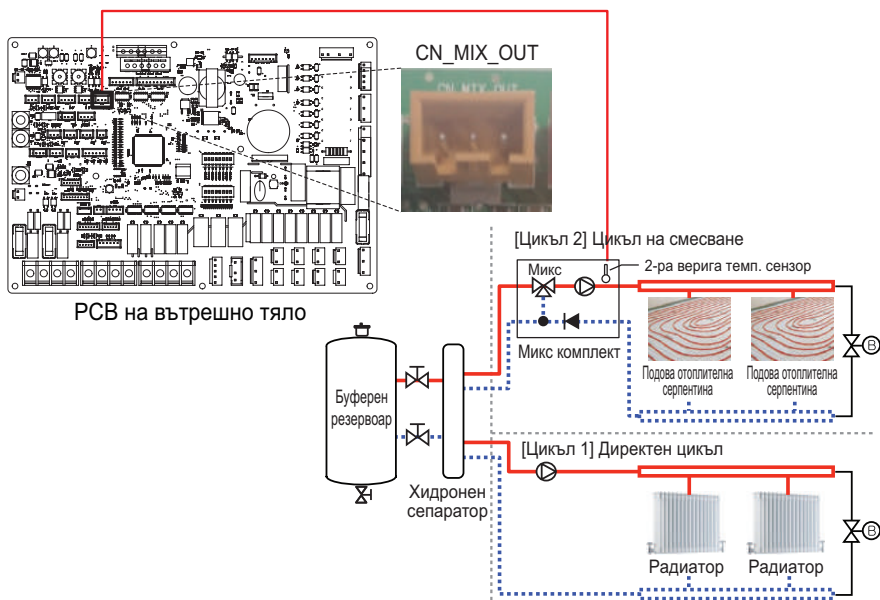 CN_MIX_OUT
CN_MIX_OUT
PCB на вътрешно тяло
[Цикъл 2] Цикъл на смесване
Микс
2-ра верига темп. сензор
Микс комплект
Подова отоплителна
серпентина
Подова отоплителна
серпентина
B
Буферен
резервоар
Хидронен
сепаратор
[Цикъл 1] Директен цикъл
Радиатор
Радиатор
B